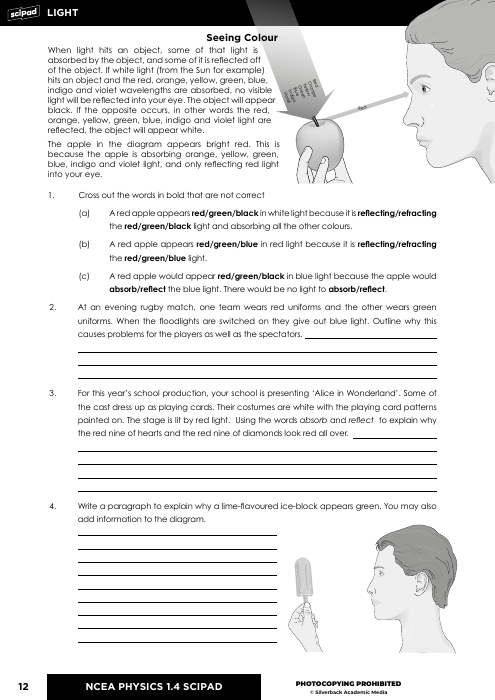 scipad LIGHT
Seeing Colour
When light hits an object, some of that light is
absorbed by the object, and some of it is reflected off
of the object. If white light (from the Sun for example)
hits an object and the red, orange, yellow, green, blue,
indigo and violet wavelengths are absorbed, no visible
light will be reflected into your eye. The object will appear
black. If the opposite occurs, in other words the red,
orange, yellow, green, blue, indigo and violet light are
reflected, the object will appear white.
The apple in the diagram appears bright red. This is
because the apple is absorbing orange, yellow, green,
blue, indigo and violet light, and only reflecting red light
into your eye.
Red
1. Cross out the words in bold that are not correct
(a) A red apple appears red/green/black in white light because it is reflecting/refracting
the red/green/black light and absorbing all the other colours.
(b) A red apple appears red/green/blue in red light because it is reflecting/refracting
the red/green/blue light.
(c) A red apple would appear red/green/black in blue light because the apple would
absorb/reflect the blue light. There would be no light to absorb/reflect.
2. At an evening rugby match, one team wears red uniforms and the other wears green
uniforms. When the floodlights are switched on they give out blue light. Outline why this
causes problems for the players as well as the spectators.
3. For this year's school production, your school is presenting 'Alice in Wonderland'. Some of
the cast dress up as playing cards. Their costumes are white with the playing card patterns
painted on. The stage is lit by red light. Using the words absorb and reflect to explain why
the red nine of hearts and the red nine of diamonds look red all over.
4. Write a paragraph to explain why a lime-flavoured ice-block appears green. You may also
add information to the diagram.
12 NCEA PHYSICS 1.4 SCIPAD
PHOTOCOPYING PROHIBITED
© Silverback Academic Media